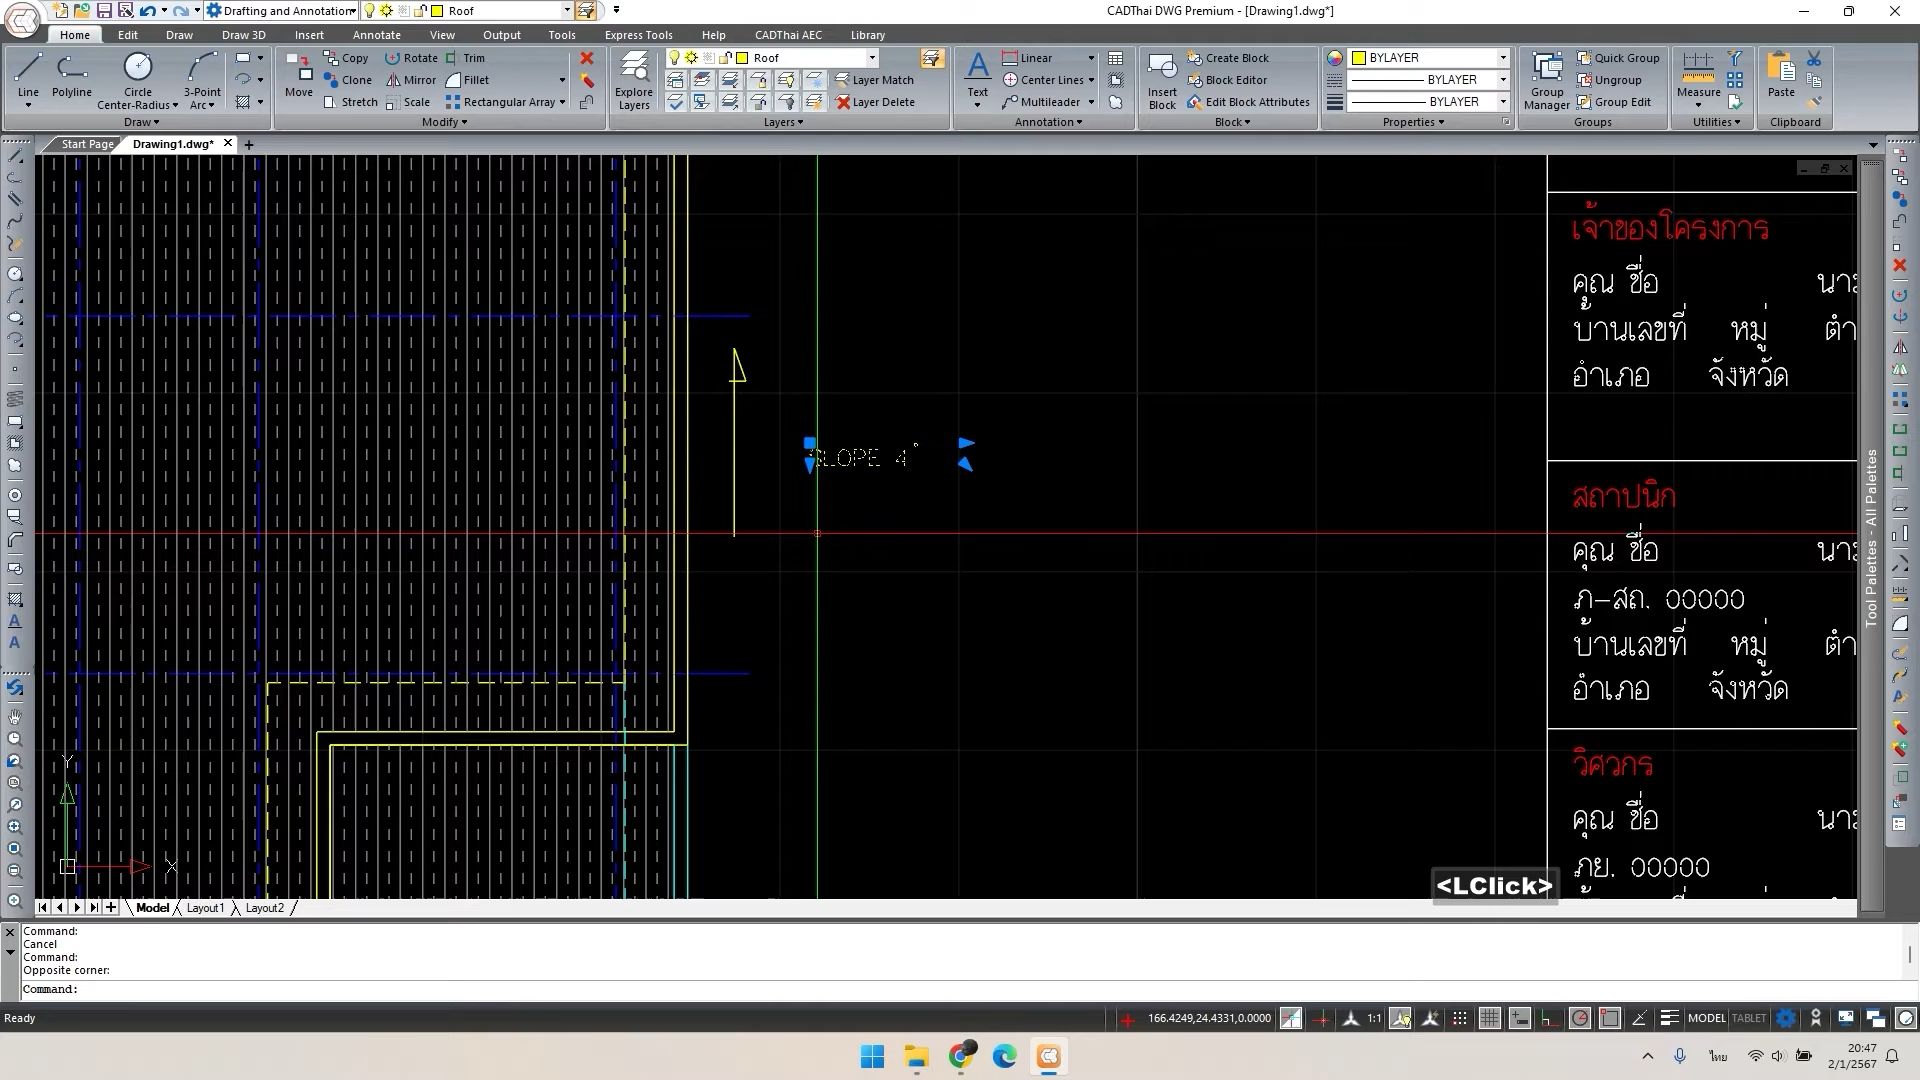 Drafting and Annotation
Roof
CADThai DWG Premium - [Drawing1.dwg*]
Home Edit Draw Draw 3D Insert Annotate View Output Tools Express Tools Help CADThai AEC Library
Line
Polyline
Circle
Center-Radius
3-Point
Arc
Draw
Move
Copy
Rotate
Trim
Clone
Mirror
Fillet
Stretch
Scale
Rectangular Array
Modify
Explore
Layers
Roof
Layer Match
Layer Delete
Layers
Text
Linear
Center Lines
Multileader
Annotation
Insert
Block
Create Block
Block Editor
Edit Block Attributes
Block
BYLAYER
BYLAYER
BYLAYER
Properties
Group
Manager
Quick Group
Ungroup
Group Edit
Groups
Measure
Utilities
Paste
Clipboard
Start Page
Drawing1.dwg*
SLOPE 4°
เจ้าของโครงการ
คุณ ชื่อ
บ้านเลขที่ หมู่
อำเภอ จังหวัด
สถาปนิก
คุณ ชื่อ
ภ-สถ. 00000
บ้านเลขที่ หมู่
อำเภอ จังหวัด
วิศวกร
คุณ ชื่อ
ภย. 00000
Y
X
<LClick>
Tool Palettes - All Palettes
Model Layout1 Layout2
Command:
Cancel
Command:
Opposite corner:
Command:
Ready
166.4249,24.4331,0.0000
1:1
MODEL TABLET
ไทย
20:47
2/1/2567